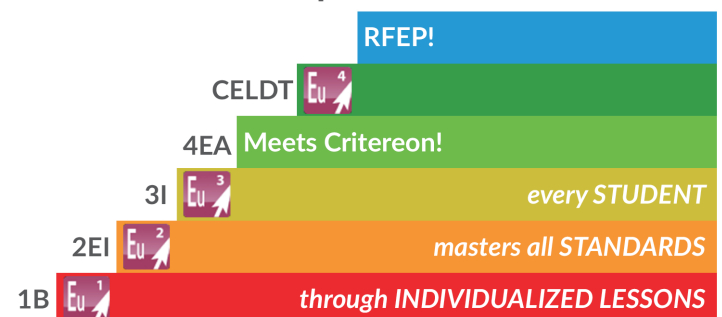 RFEP!
CELDT Eu 4
4EA Meets Critereon!
3I Eu 3 every STUDENT
2EI Eu 2 masters all STANDARDS
1B Eu 1 through INDIVIDUALIZED LESSONS